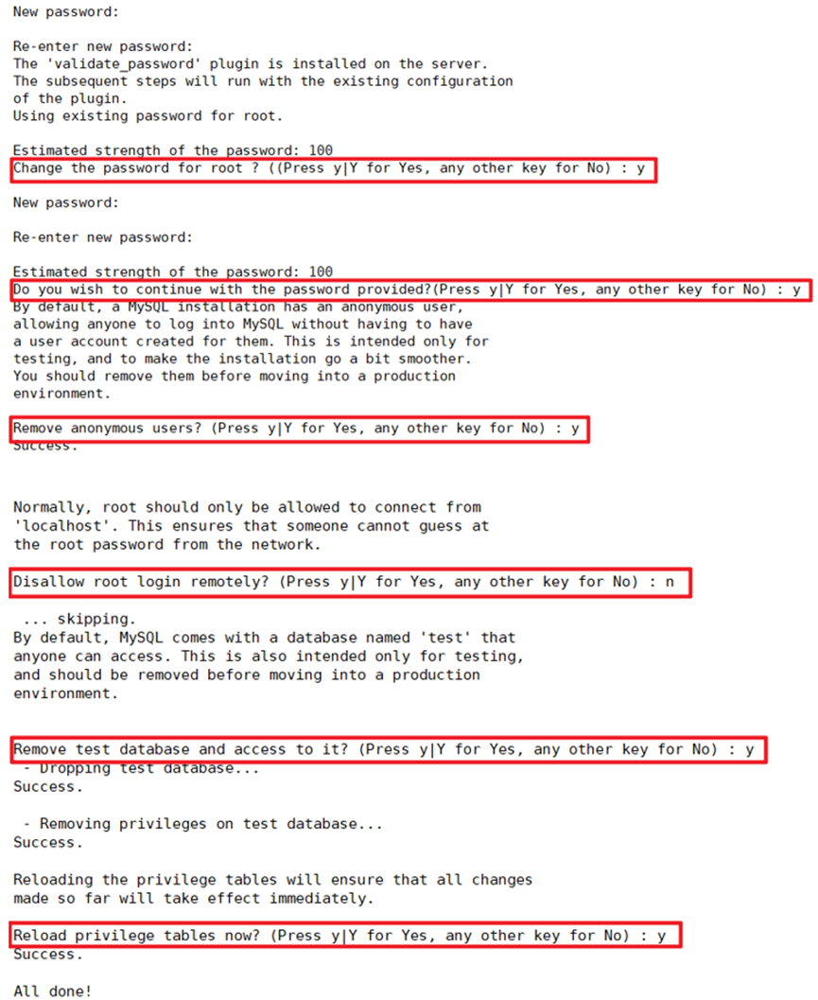 New password:
Re-enter new password:
The 'validate_password' plugin is installed on the server.
The subsequent steps will run with the existing configuration
of the plugin.
Using existing password for root.
Estimated strength of the password: 100
Change the password for root ? ((Press y|Y for Yes, any other key for No) : y
New password:
Re-enter new password:
Estimated strength of the password: 100
Do you wish to continue with the password provided?(Press y|Y for Yes, any other key for No) : y
By default, a MySQL installation has an anonymous user,
allowing anyone to log into MySQL without having to have
a user account created for them. This is intended only for
testing, and to make the installation go a bit smoother.
You should remove them before moving into a production
environment.
Remove anonymous users? (Press y|Y for Yes, any other key for No) : y
Success.
Normally, root should only be allowed to connect from
'localhost'. This ensures that someone cannot guess at
the root password from the network.
Disallow root login remotely? (Press y|Y for Yes, any other key for No) : n
... skipping.
By default, MySQL comes with a database named 'test' that
anyone can access. This is also intended only for testing,
and should be removed before moving into a production
environment.
Remove test database and access to it? (Press y|Y for Yes, any other key for No) : y
- Dropping test database...
Success.
- Removing privileges on test database...
Success.
Reloading the privilege tables will ensure that all changes
made so far will take effect immediately.
Reload privilege tables now? (Press y|Y for Yes, any other key for No) : y
Success.
All done!